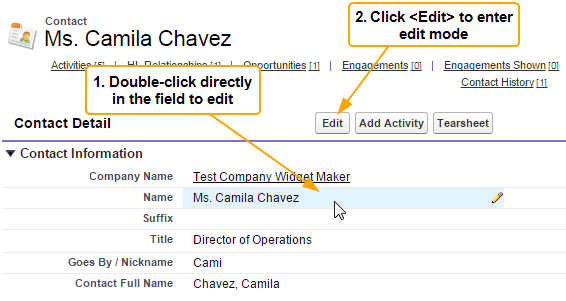 Contact
Ms. Camila Chavez
2. Click <Edit> to enter
edit mode
Activities [5] | HL Relationships [1] | Opportunities [1] | Engagements [0] | Engagements Shown [0]
Contact History [1]
1. Double-click directly
in the field to edit
Contact Detail
Edit
Add Activity
Tearsheet
Contact Information
Company Name Test Company Widget Maker
Name Ms. Camila Chavez
Suffix
Title Director of Operations
Goes By / Nickname Cami
Contact Full Name Chavez, Camila